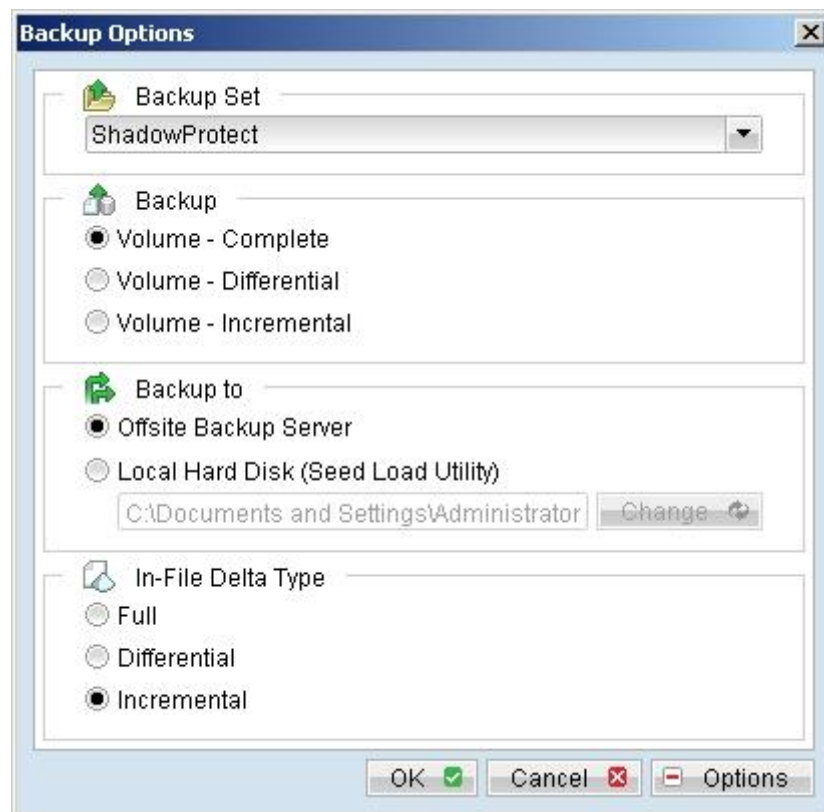 Backup Options
Backup Set
ShadowProtect
Backup
Volume - Complete
Volume - Differential
Volume - Incremental
Backup to
Offsite Backup Server
Local Hard Disk (Seed Load Utility)
C:\Documents and Settings\Administrator
Change
In-File Delta Type
Full
Differential
Incremental
OK Cancel Options